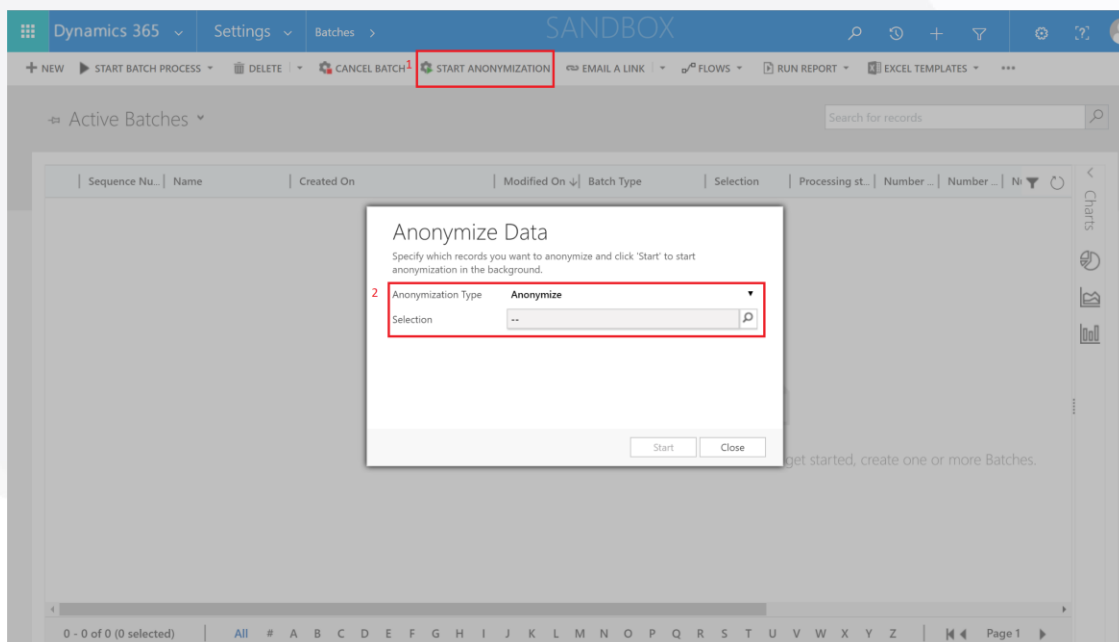 Dynamics 365 Settings Batches > SANDBOX
NEW START BATCH PROCESS DELETE CANCEL BATCH 1 START ANONYMIZATION EMAIL A LINK FLOWS RUN REPORT EXCEL TEMPLATES ...
Active Batches Search for records
Sequence Nu... Name Created On Modified On Batch Type Selection Processing st... Number ... Number ...
Charts
Anonymize Data
Specify which records you want to anonymize and click 'Start' to start
anonymization in the background.
2 Anonymization Type Anonymize
Selection --
Start Close
get started, create one or more Batches.
0 - 0 of 0 (0 selected) All # A B C D E F G H I J K L M N O P Q R S T U V W X Y Z Page 1